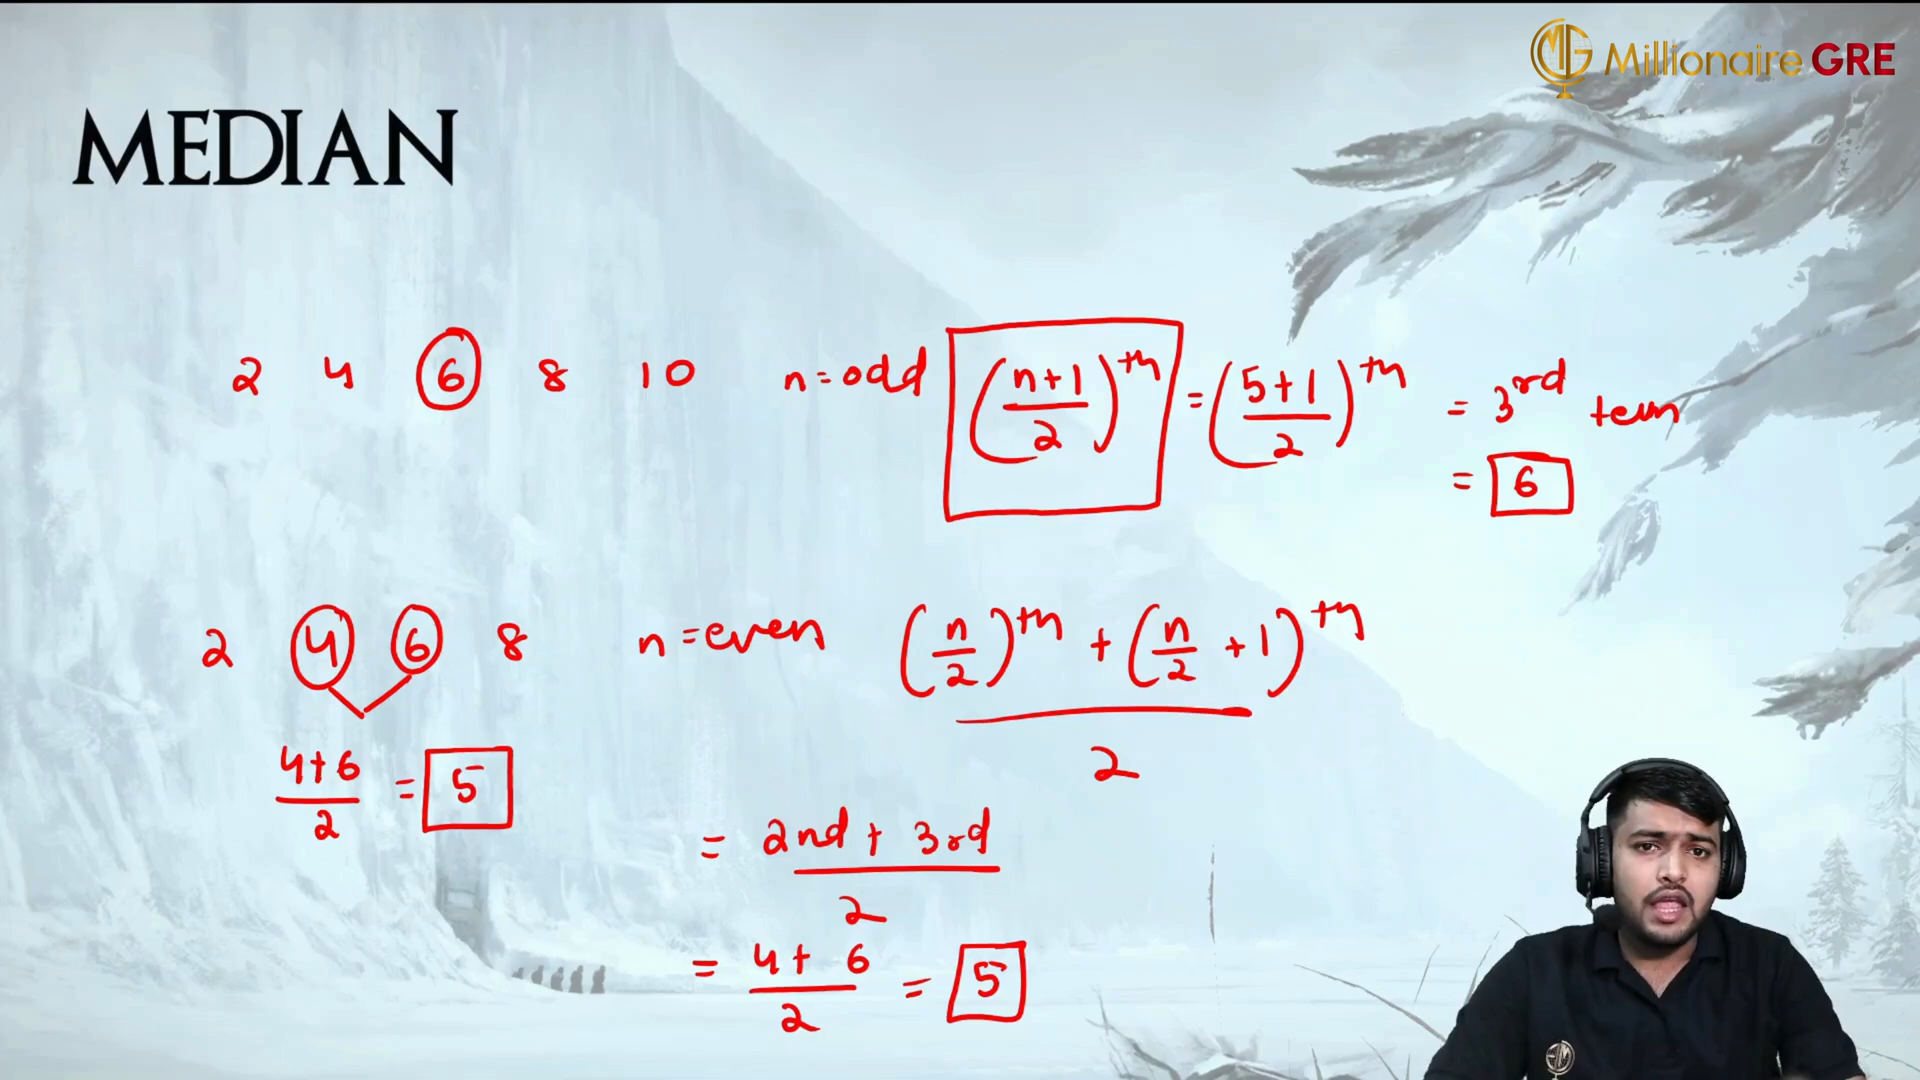 Millionaire GRE
MEDIAN
2 4 6 8 10 n=odd ((n+1)/2)^th = ((5+1)/2)^th = 3rd term
= 6
2 4 6 8 n=even ((n/2)^th + (n/2 +1)^th)/2
(4+6)/2 = 5
= (2nd + 3rd)/2
= (4+6)/2 = 5